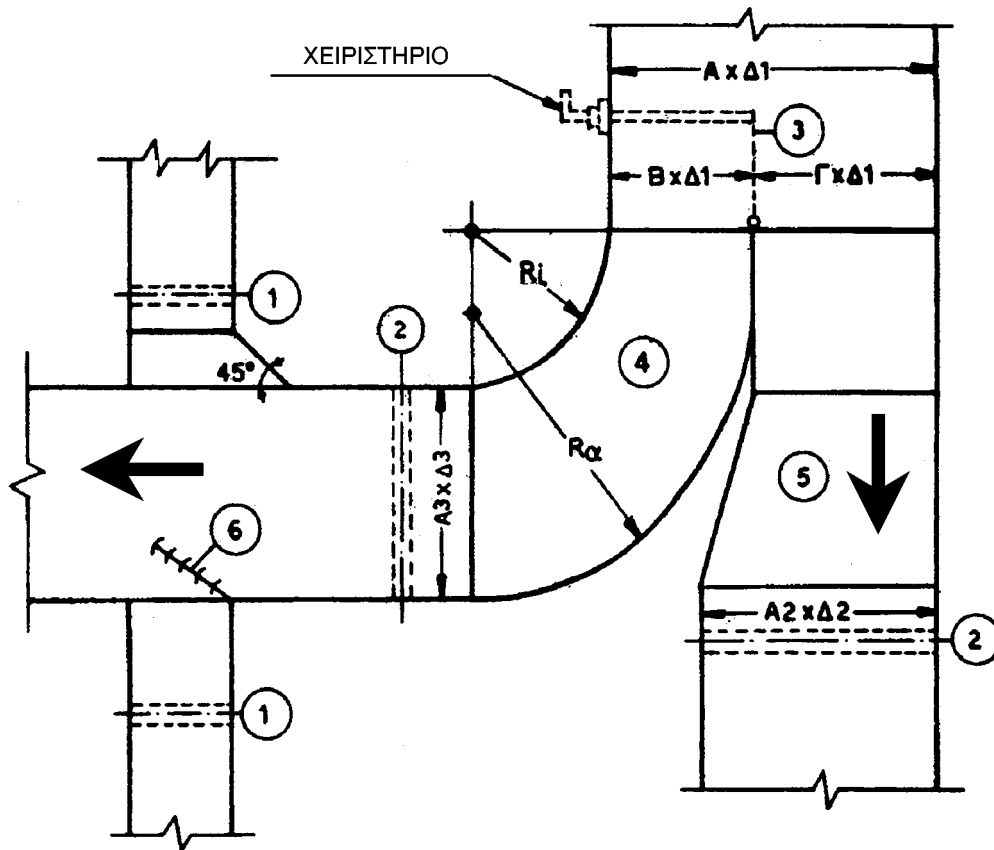 ΧΕΙΡΙΣΤΗΡΙΟ
Α x Δ1
3
Β x Δ1
Γ x Δ1
Ri
1
2
4
45°
Rα
Α3 x Δ3
5
6
Α2 x Δ2
2
1